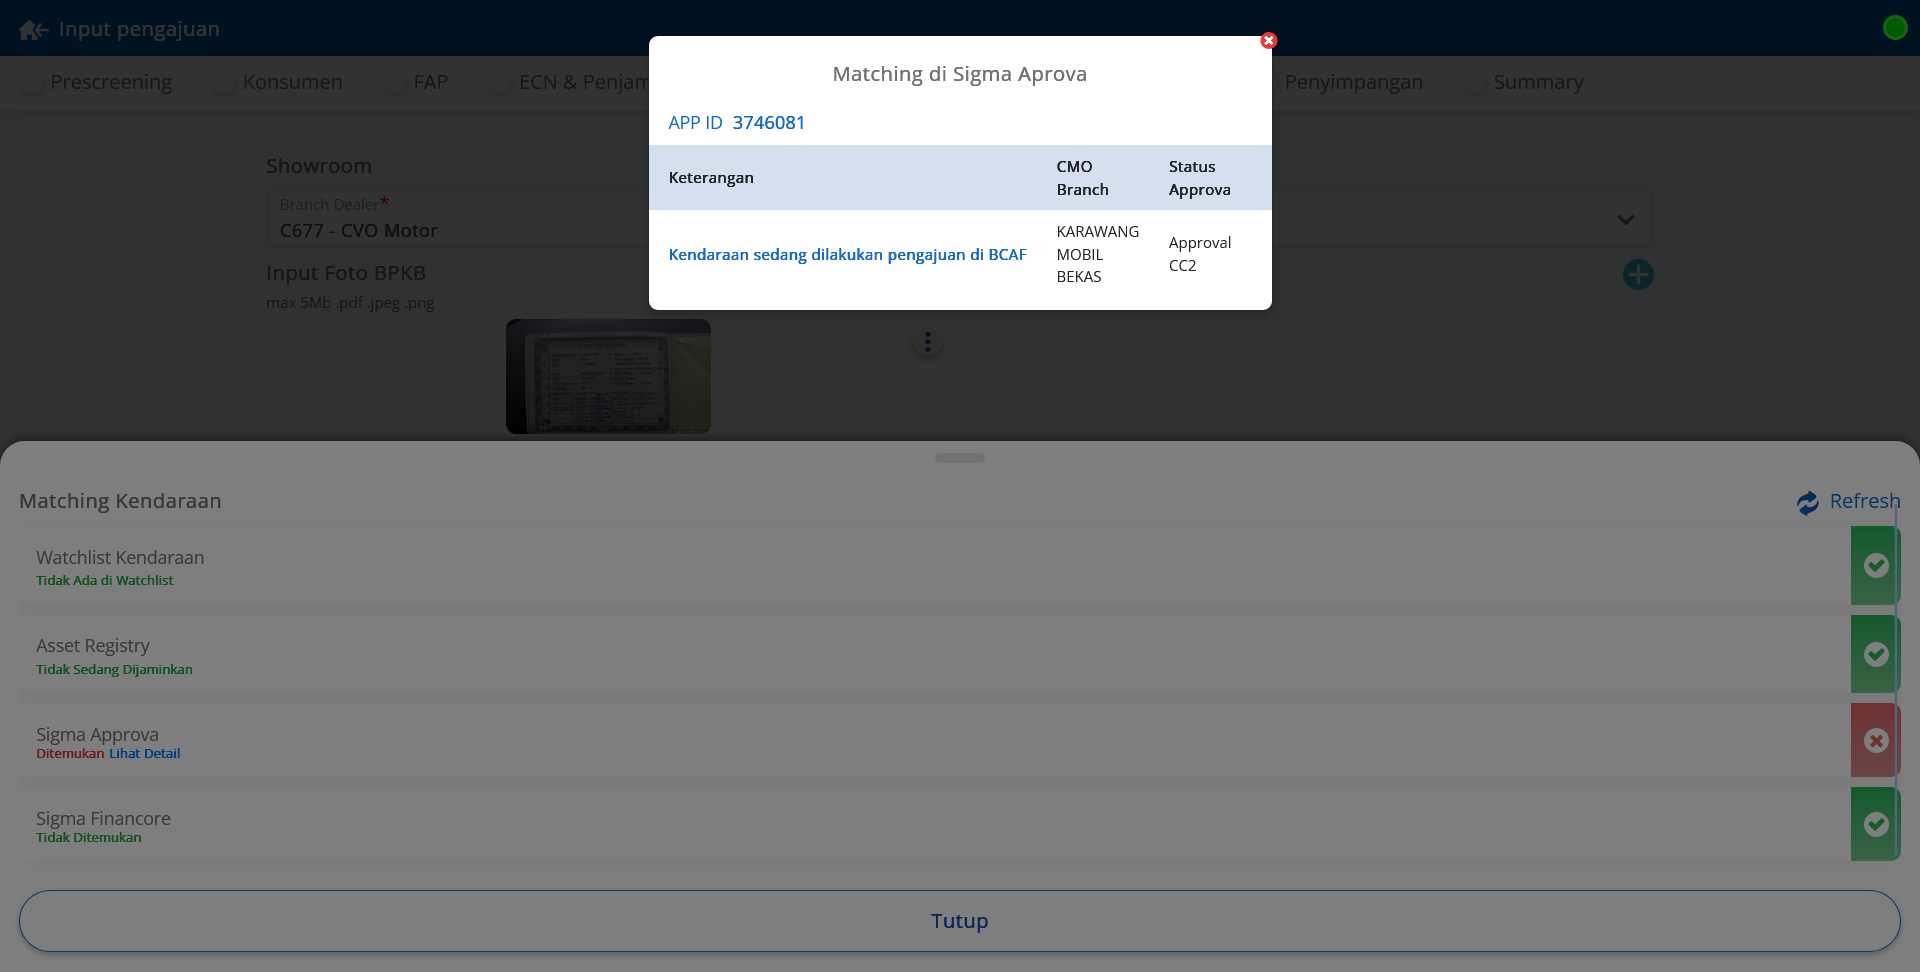 Input pengajuan
Prescreening
Konsumen
FAP
ECN & Penjam
Penyimpangan
Summary
Matching di Sigma Aprova
APP ID 3746081
Keterangan
CMO
Branch
Status
Approva
Kendaraan sedang dilakukan pengajuan di BCAF
KARAWANG
MOBIL
BEKAS
Approval
CC2
Showroom
Branch Dealer*
C677 - CVO Motor
Input Foto BPKB
max 5Mb .pdf .jpeg .png
Matching Kendaraan
Refresh
Watchlist Kendaraan
Tidak Ada di Watchlist
Asset Registry
Tidak Sedang Dijaminkan
Sigma Approva
Ditemukan Lihat Detail
Sigma Financore
Tidak Ditemukan
Tutup